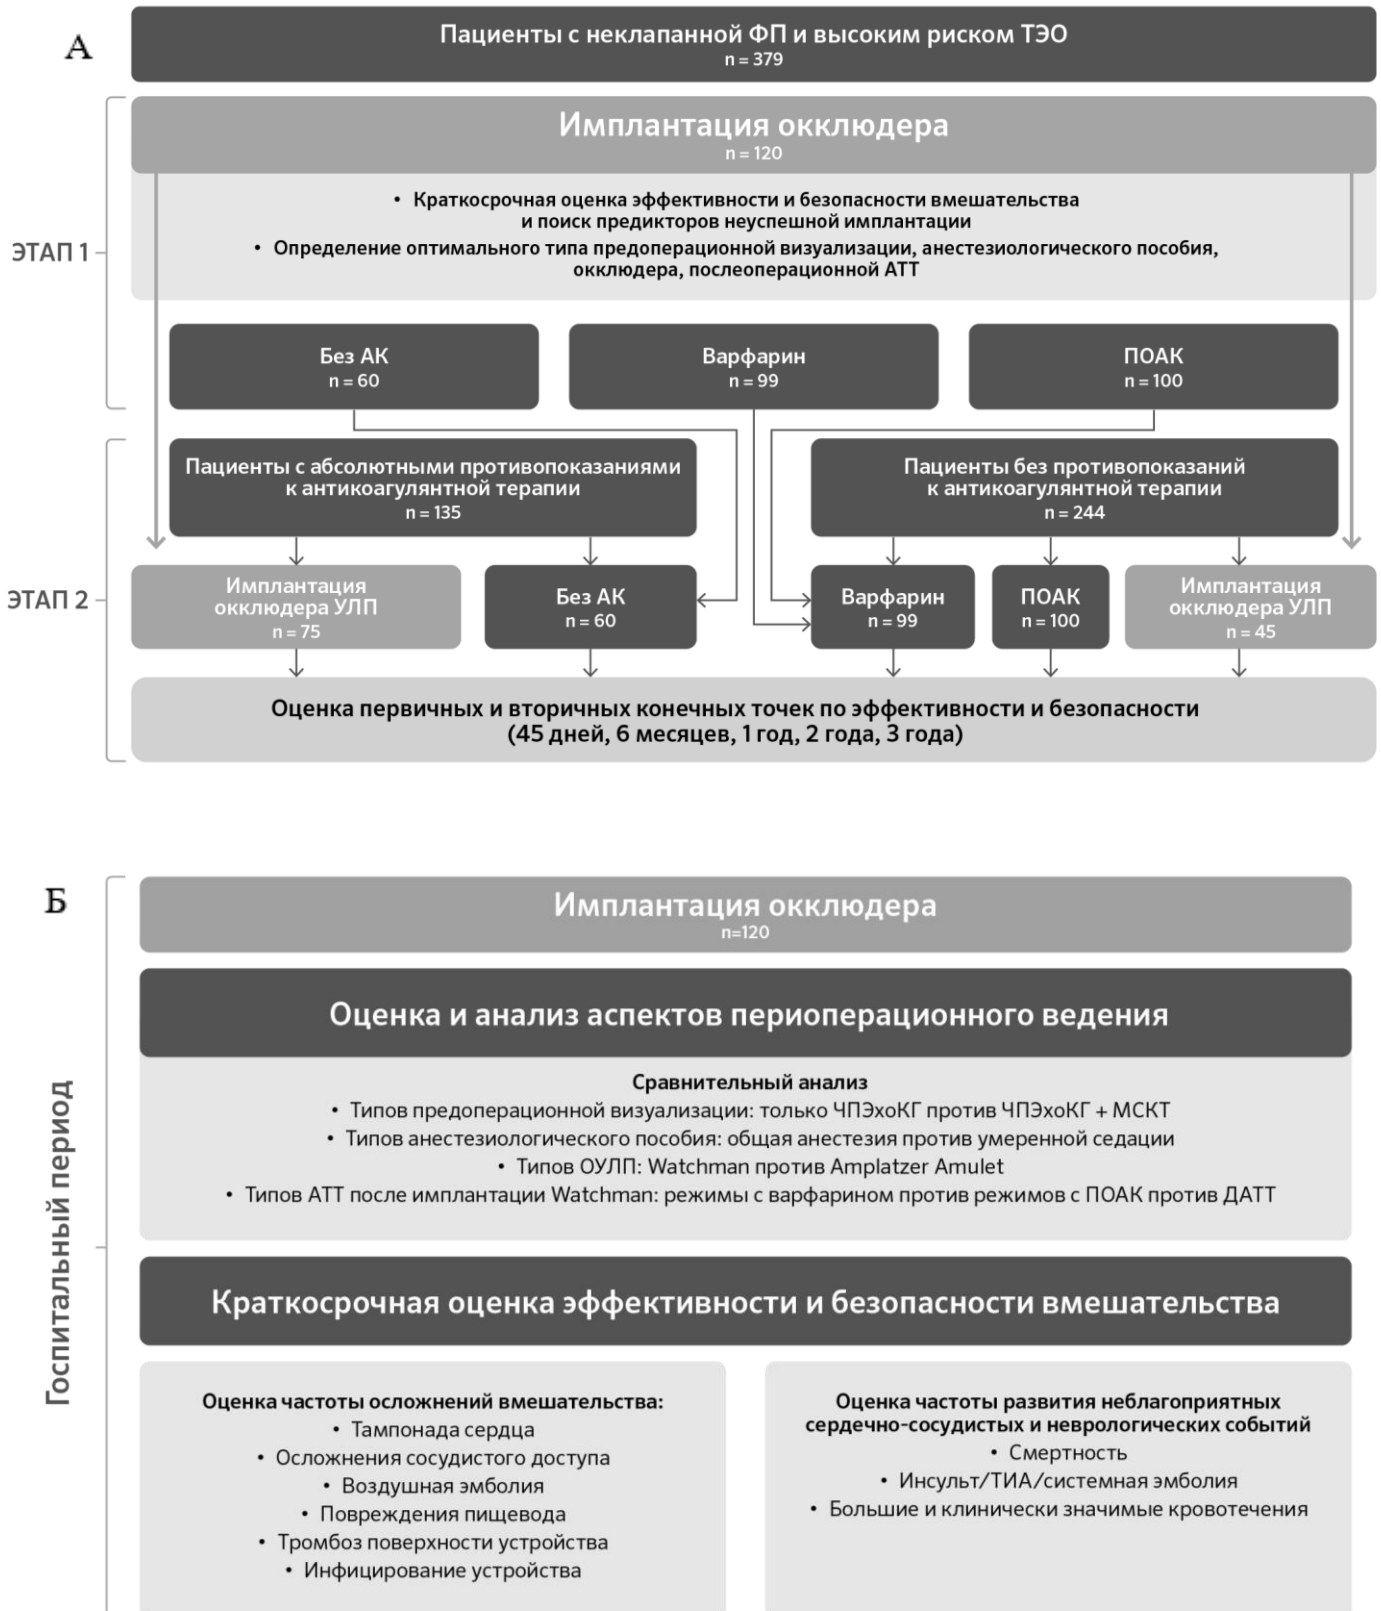 А
Пациенты с неклапанной ФП и высоким риском ТЭО
n = 379
Имплантация окклюдера
n = 120
ЭТАП 1
• Краткосрочная оценка эффективности и безопасности вмешательства
и поиск предикторов неуспешной имплантации
• Определение оптимального типа предоперационной визуализации, анестезиологического пособия,
окклюдера, послеоперационной АТТ
Без АК
n = 60
Варфарин
n = 99
ПОАК
n = 100
ЭТАП 2
Пациенты с абсолютными противопоказаниями
к антикоагулянтной терапии
n = 135
Пациенты без противопоказаний
к антикоагулянтной терапии
n = 244
Имплантация
окклюдера УЛП
n = 75
Без АК
n = 60
Варфарин
n = 99
ПОАК
n = 100
Имплантация
окклюдера УЛП
n = 45
Оценка первичных и вторичных конечных точек по эффективности и безопасности
(45 дней, 6 месяцев, 1 год, 2 года, 3 года)
Б
Госпитальный период
Имплантация окклюдера
n=120
Оценка и анализ аспектов периоперационного ведения
Сравнительный анализ
• Типов предоперационной визуализации: только ЧПЭхоКГ против ЧПЭхоКГ + МСКТ
• Типов анестезиологического пособия: общая анестезия против умеренной седации
• Типов ОУЛП: Watchman против Amplatzer Amulet
• Типов АТТ после имплантации Watchman: режимы с варфарином против режимов с ПОАК против ДАТТ
Краткосрочная оценка эффективности и безопасности вмешательства
Оценка частоты осложнений вмешательства:
• Тампонада сердца
• Осложнения сосудистого доступа
• Воздушная эмболия
• Повреждения пищевода
• Тромбоз поверхности устройства
• Инфицирование устройства
Оценка частоты развития неблагоприятных
сердечно-сосудистых и неврологических событий
• Смертность
• Инсульт/ТИА/системная эмболия
• Большие и клинически значимые кровотечения